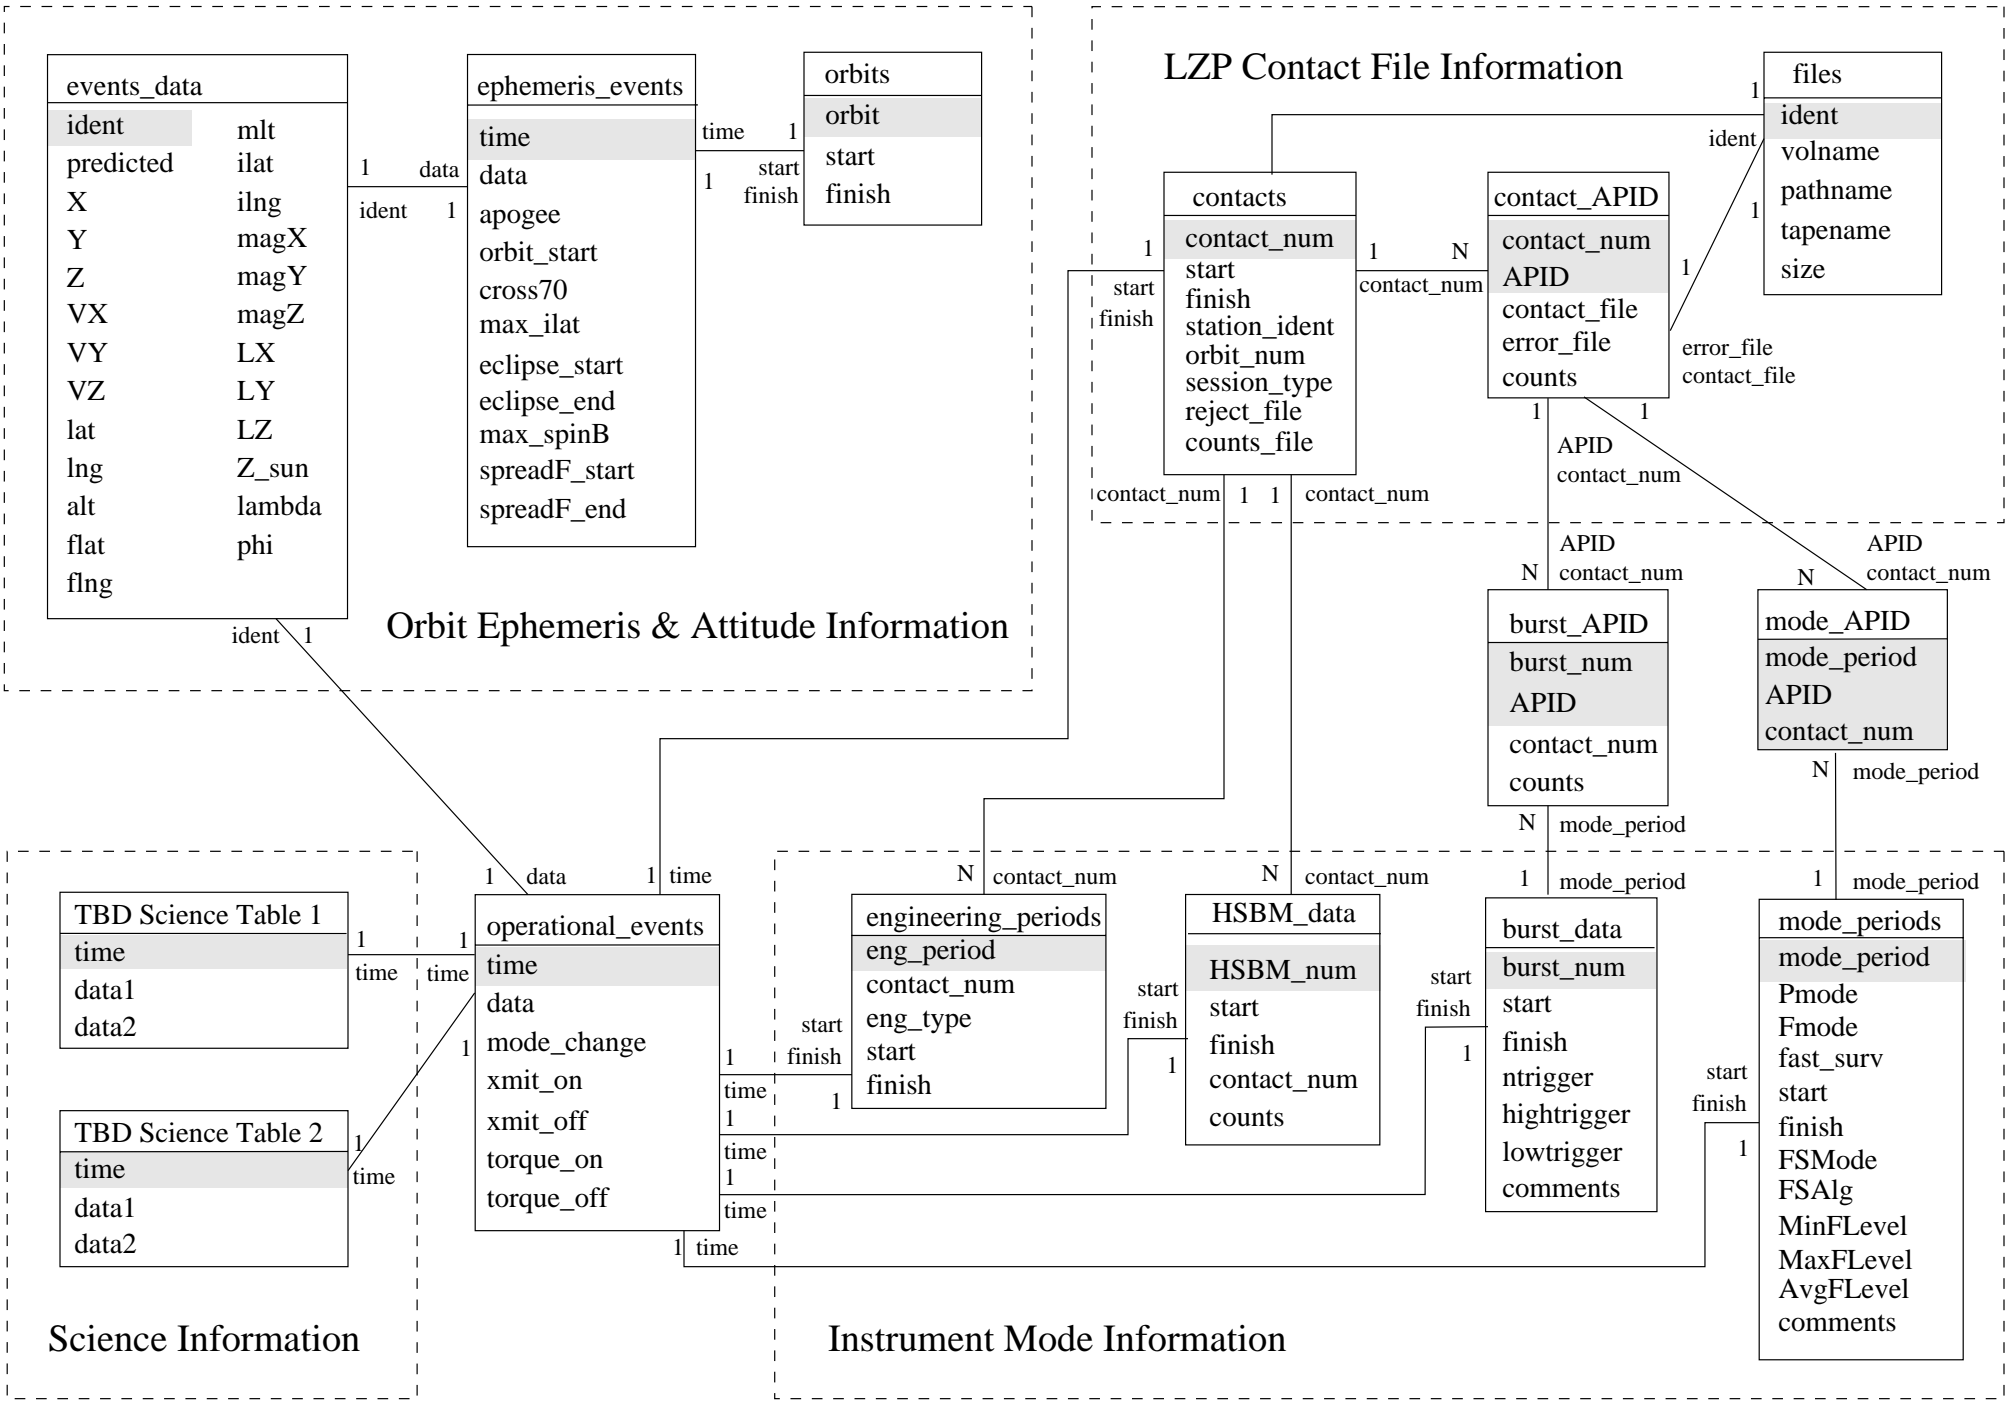 events_data
ident
predicted
X
Y
Z
VX
VY
VZ
lat
lng
alt
flat
flng
mlt
ilat
ilng
magX
magY
magZ
LX
LY
LZ
Z_sun
lambda
phi
1
data
ident
1
ephemeris_events
time
data
apogee
orbit_start
cross70
max_ilat
eclipse_start
eclipse_end
max_spinB
spreadF_start
spreadF_end
time
1
1
start
finish
orbits
orbit
start
finish
Orbit Ephemeris & Attitude Information
ident
1
LZP Contact File Information
files
ident
volname
pathname
tapename
size
1
ident
1
contacts
contact_num
start
finish
station_ident
orbit_num
session_type
reject_file
counts_file
1
start
finish
1
N
contact_num
contact_APID
contact_num
APID
contact_file
error_file
counts
1
error_file
contact_file
contact_num
1
1
contact_num
1
1
APID
contact_num
APID
contact_num
N
APID
contact_num
N
burst_APID
burst_num
APID
contact_num
counts
mode_APID
mode_period
APID
contact_num
N
mode_period
N
mode_period
1
data
1
time
N
contact_num
N
contact_num
1
mode_period
1
mode_period
TBD Science Table 1
time
data1
data2
1
time
1
time
TBD Science Table 2
time
data1
data2
1
time
1
Science Information
operational_events
time
data
mode_change
xmit_on
xmit_off
torque_on
torque_off
1
time
1
time
1
time
1
time
engineering_periods
eng_period
contact_num
eng_type
start
finish
start
finish
1
HSBM_data
HSBM_num
start
finish
contact_num
counts
start
finish
1
burst_data
burst_num
start
finish
ntrigger
hightrigger
lowtrigger
comments
start
finish
1
mode_periods
mode_period
Pmode
Fmode
fast_surv
start
finish
FSMode
FSAlg
MinFLevel
MaxFLevel
AvgFLevel
comments
start
finish
1
Instrument Mode Information